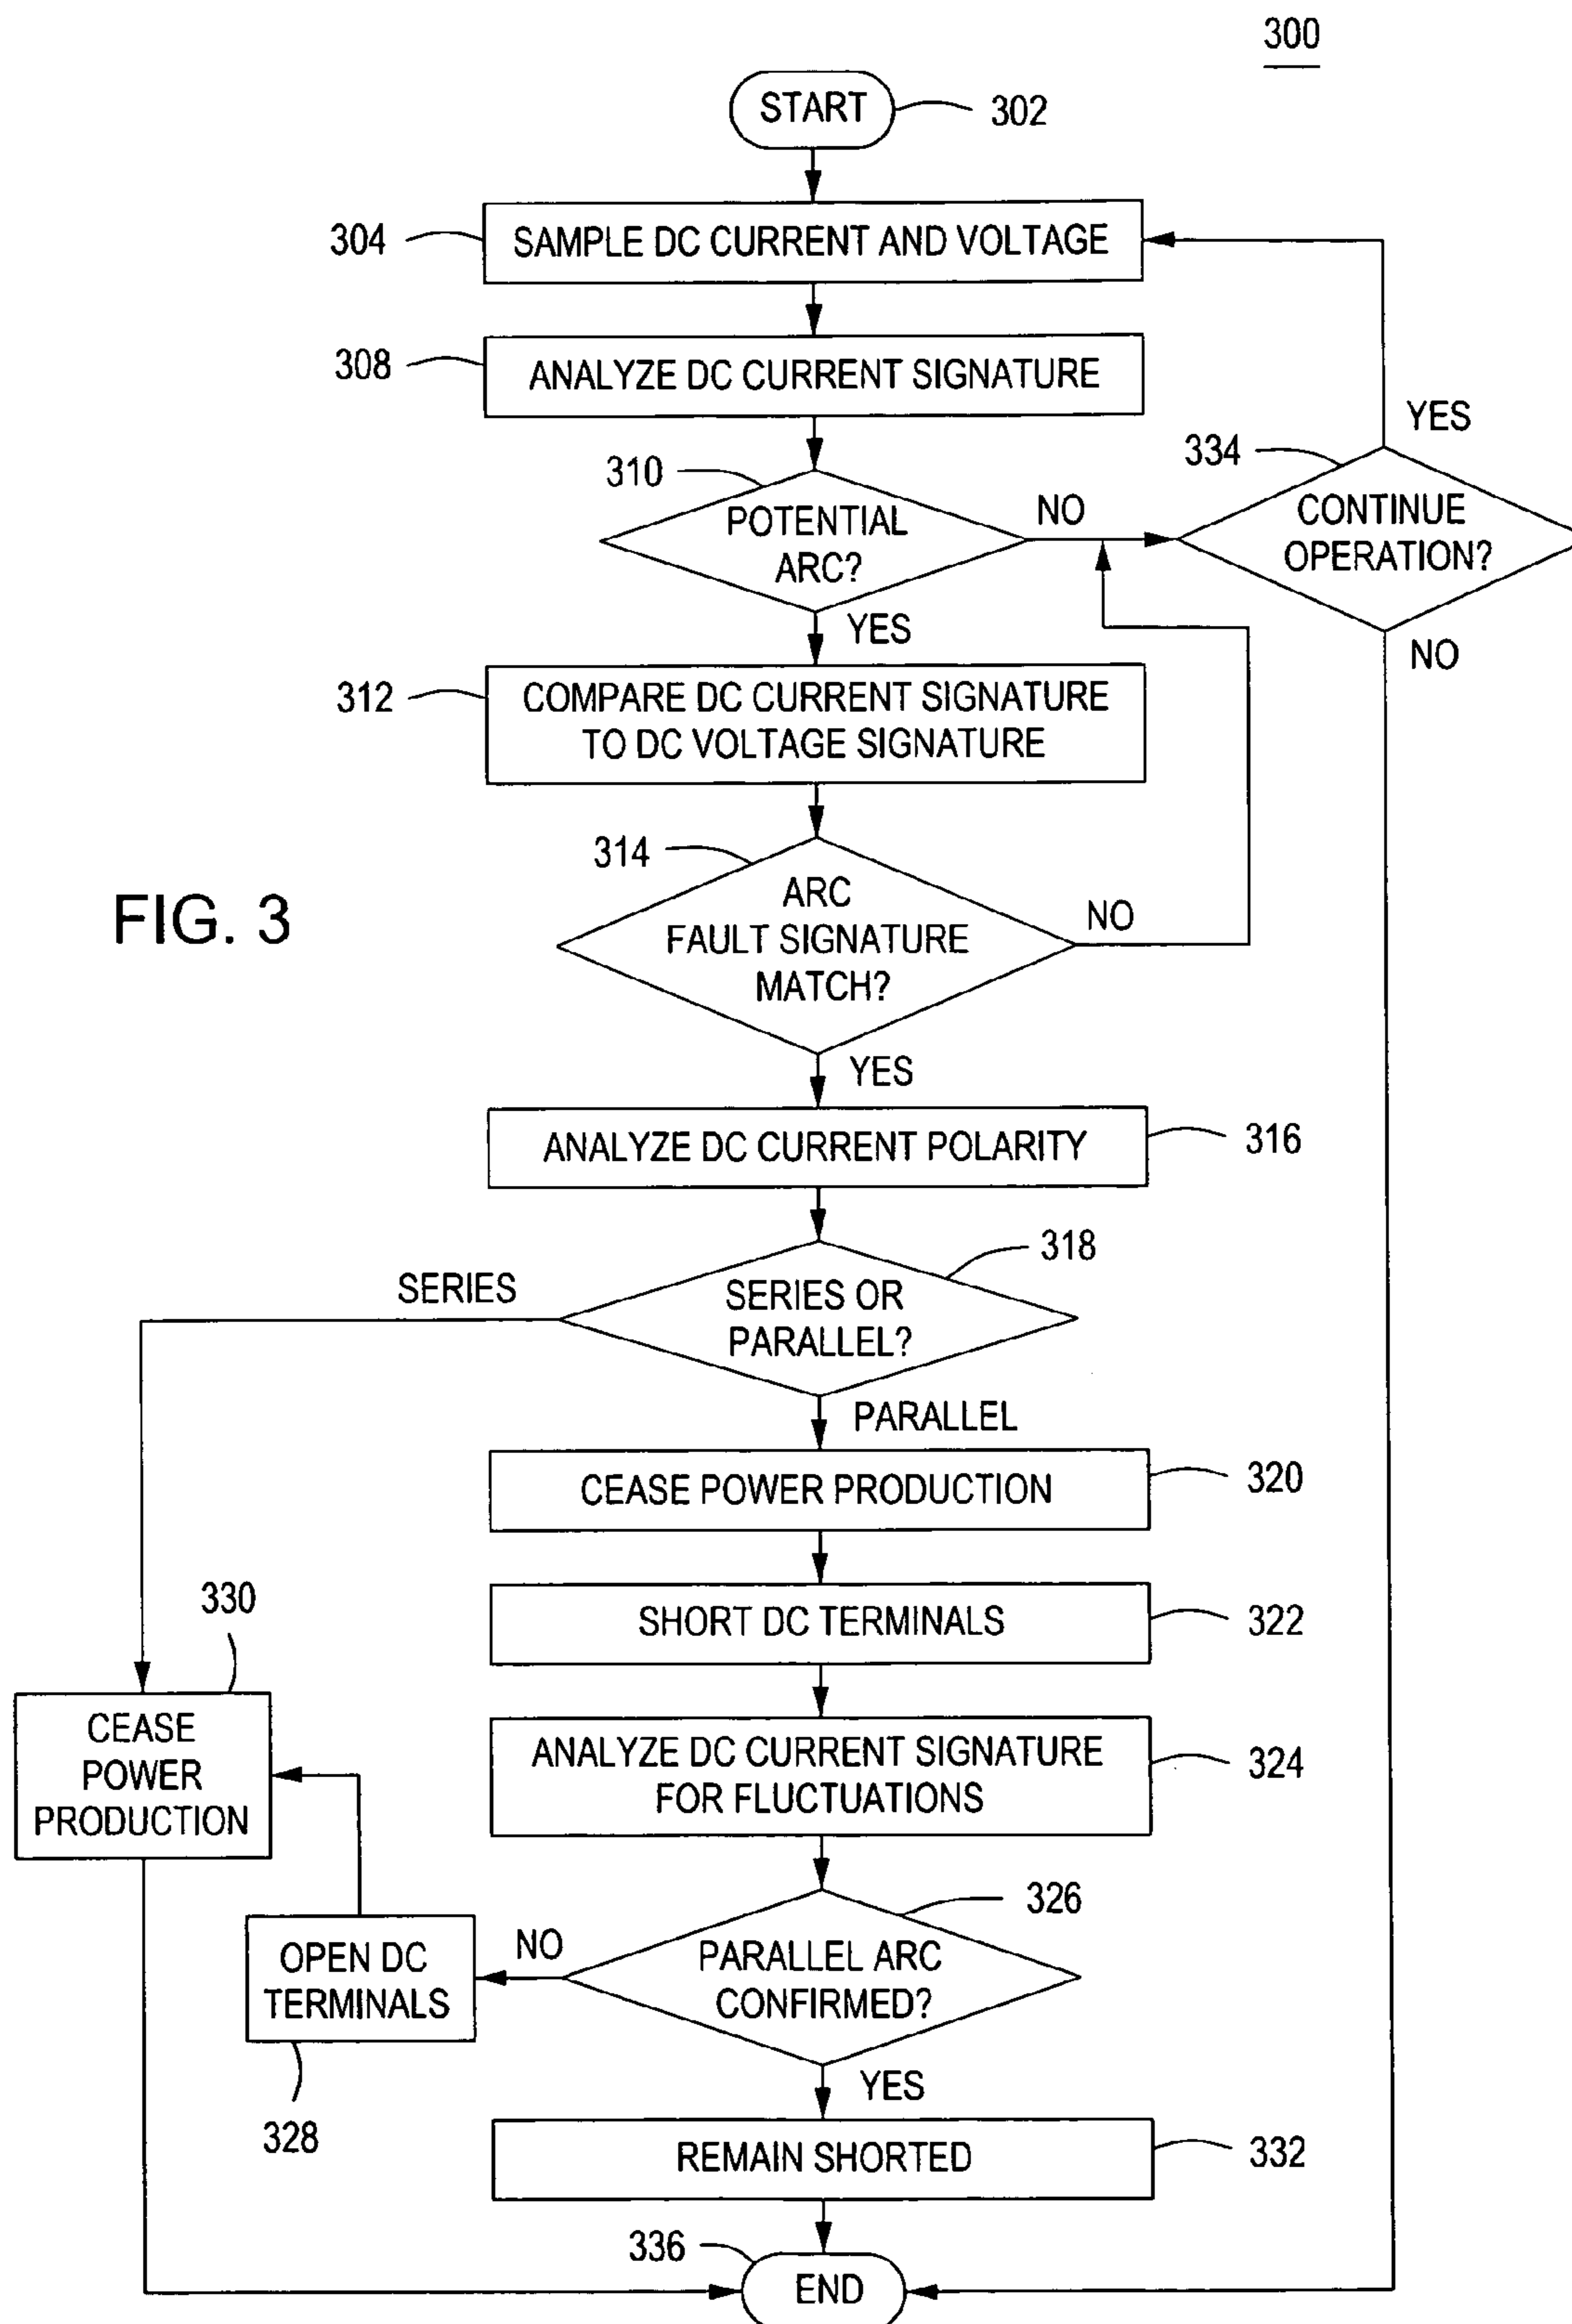 300
START
302
304
SAMPLE DC CURRENT AND VOLTAGE
308
ANALYZE DC CURRENT SIGNATURE
YES
334
310
POTENTIAL
ARC?
NO
CONTINUE
OPERATION?
YES
NO
312
COMPARE DC CURRENT SIGNATURE
TO DC VOLTAGE SIGNATURE
314
ARC
FAULT SIGNATURE
MATCH?
NO
FIG. 3
YES
ANALYZE DC CURRENT POLARITY
316
318
SERIES
SERIES OR
PARALLEL?
PARALLEL
CEASE POWER PRODUCTION
320
330
SHORT DC TERMINALS
322
CEASE
POWER
PRODUCTION
ANALYZE DC CURRENT SIGNATURE
FOR FLUCTUATIONS
324
326
OPEN DC
TERMINALS
NO
PARALLEL ARC
CONFIRMED?
328
YES
REMAIN SHORTED
332
336
END